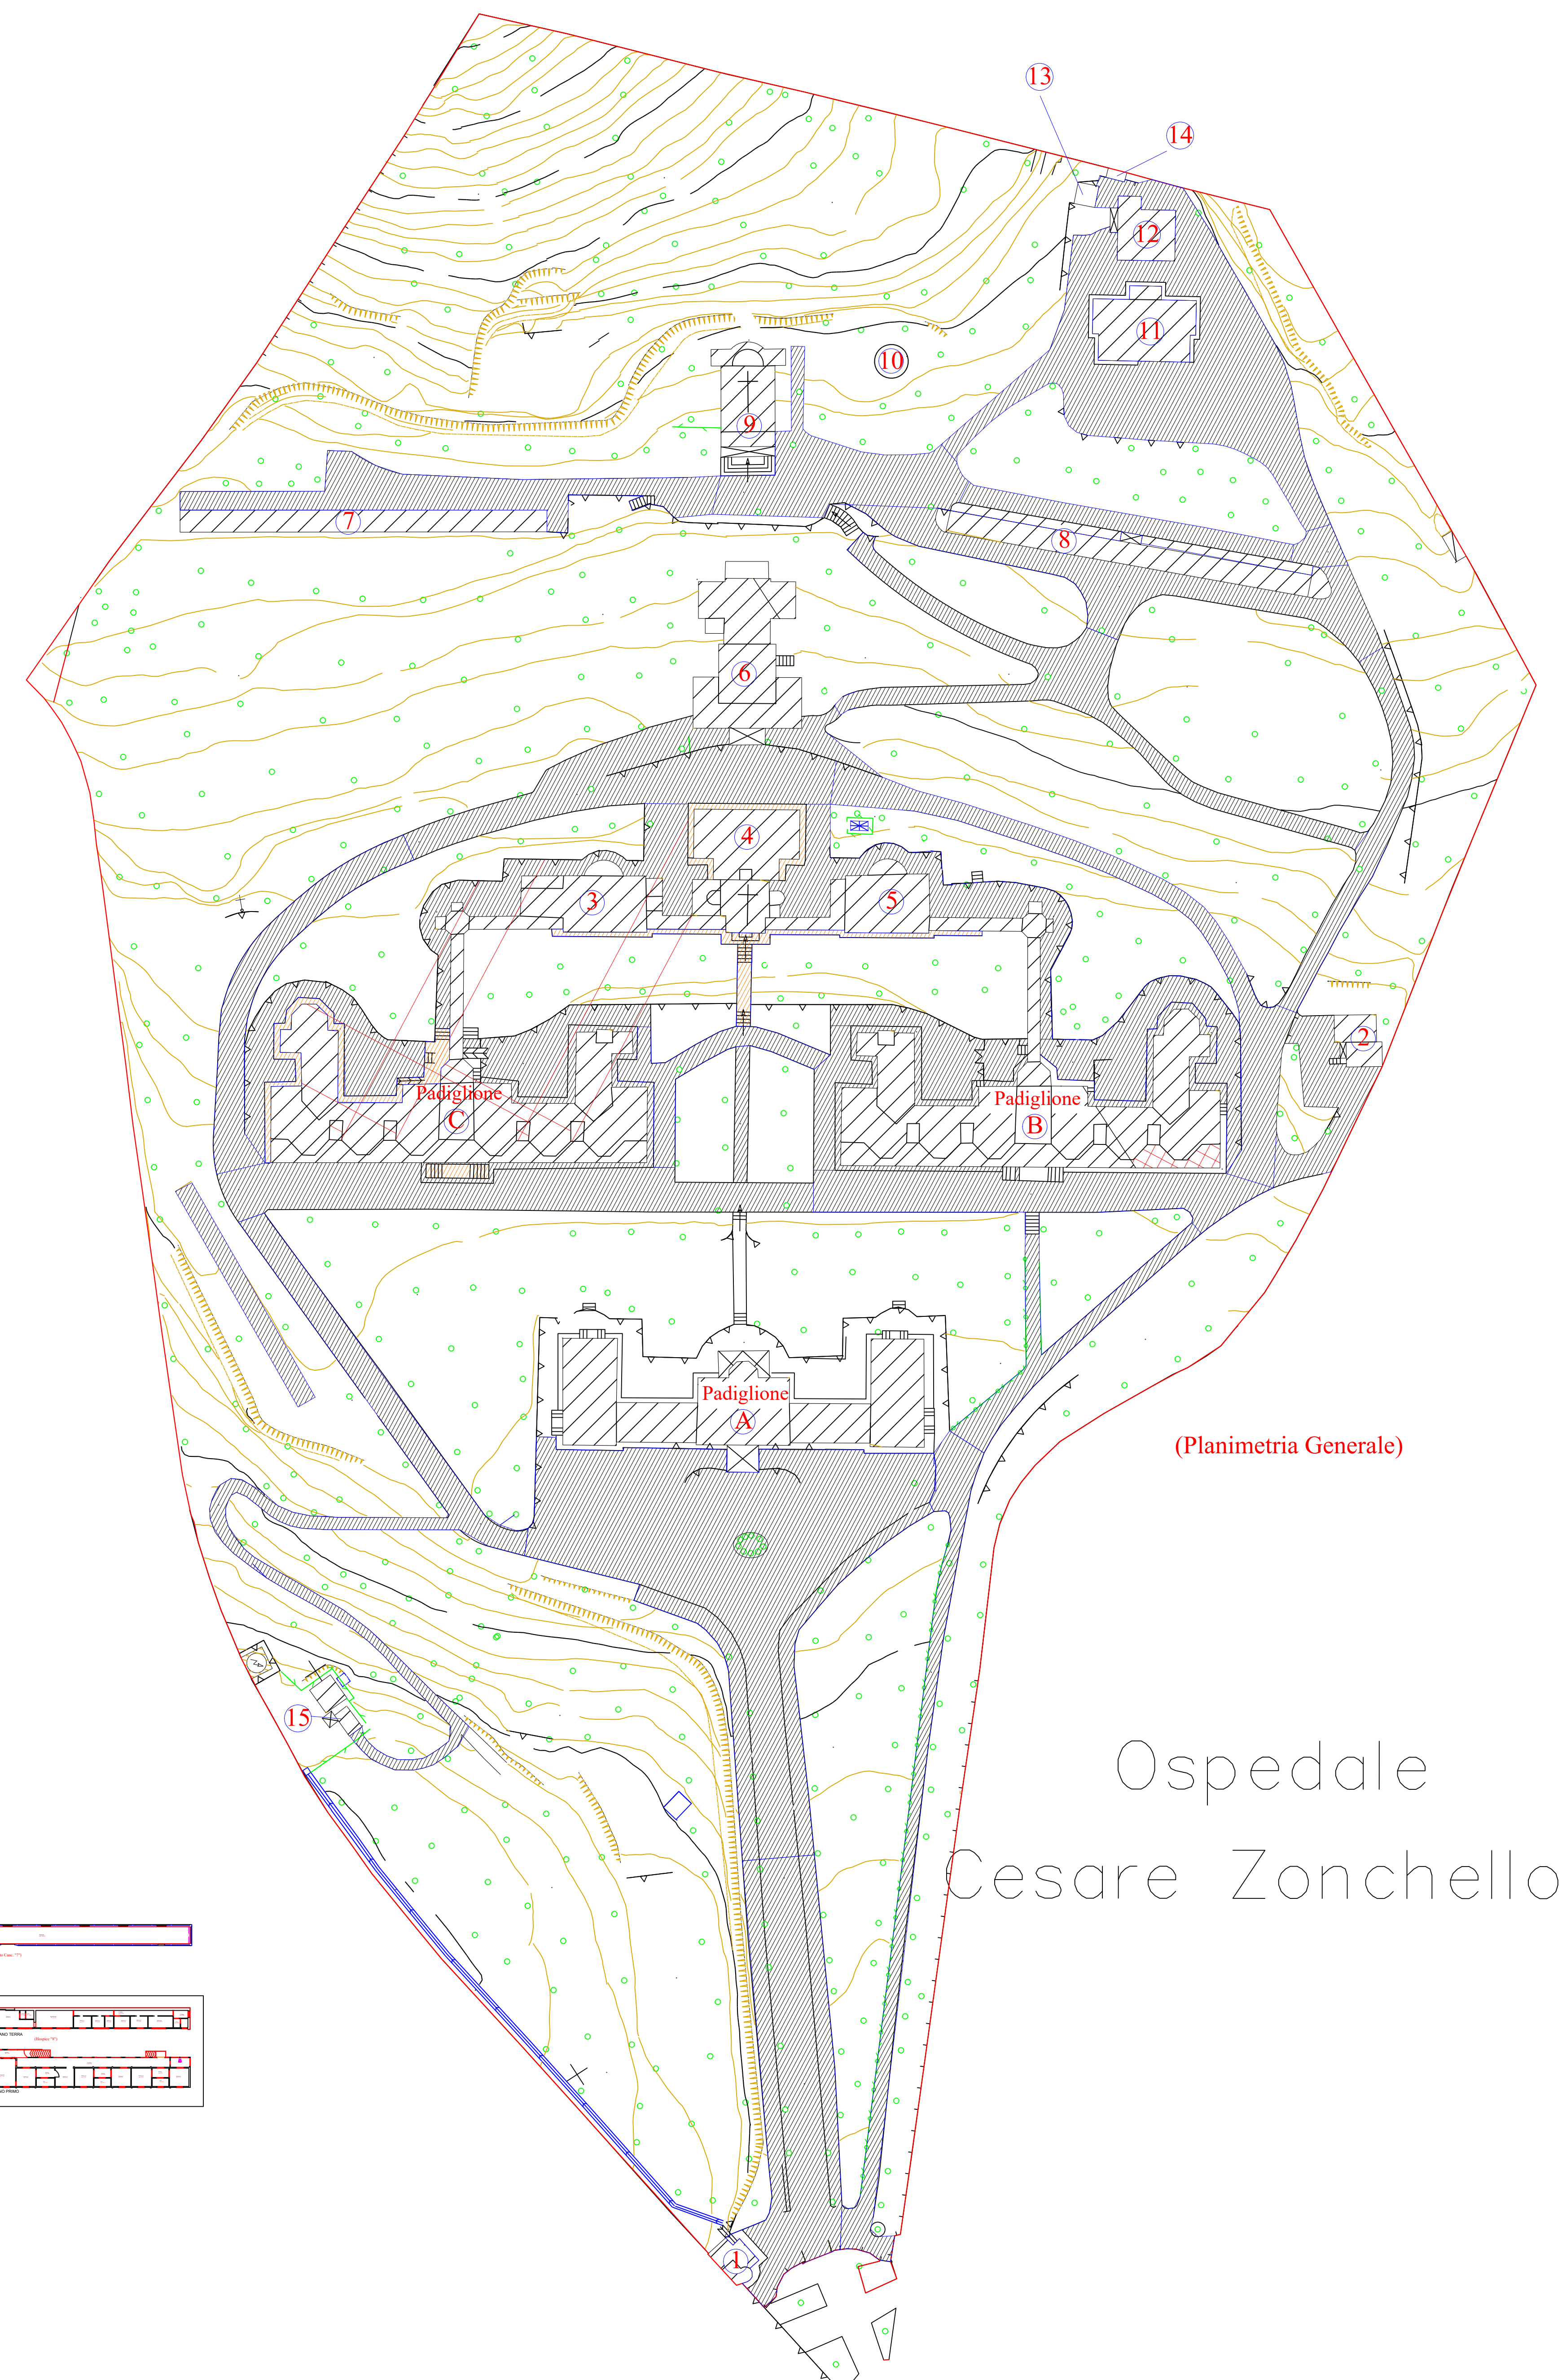 13
14
12
11
10
9
7
8
6
4
3
5
2
Padiglione
C
Padiglione
B
Padiglione
A
(Planimetria Generale)
15
Ospedale
Cesare Zonchello
1